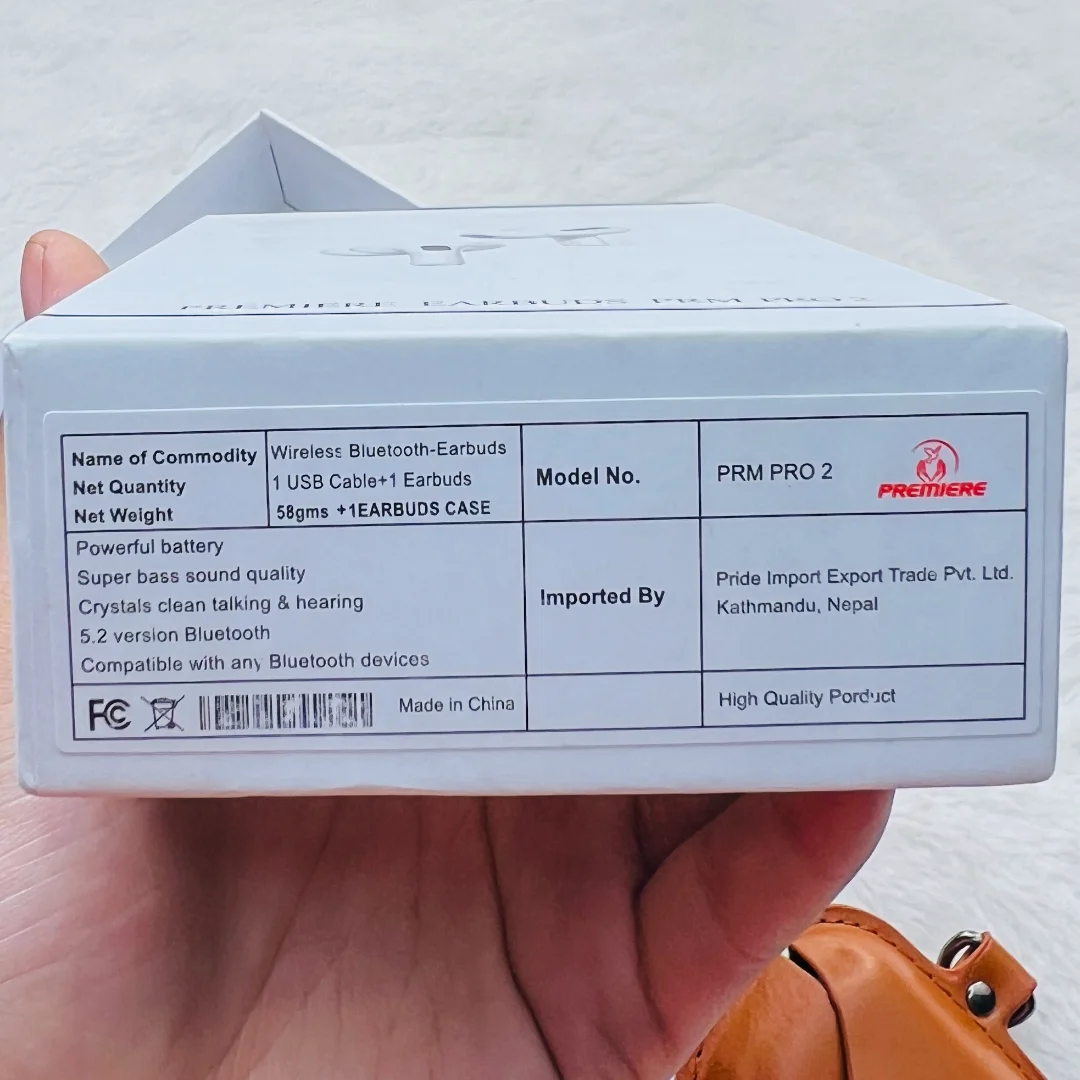 PREMIERE EARBUDS PRM PRO 2
Name of Commodity
Wireless Bluetooth-Earbuds
Net Quantity
1 USB Cable+1 Earbuds
Net Weight
58gms +1EARBUDS CASE
Model No.
PRM PRO 2
PREMIERE
Powerful battery
Super bass sound quality
Crystals clean talking & hearing
5.2 version Bluetooth
Compatible with any Bluetooth devices
Imported By
Pride Import Export Trade Pvt. Ltd.
Kathmandu, Nepal
FC
Made in China
High Quality Porduct